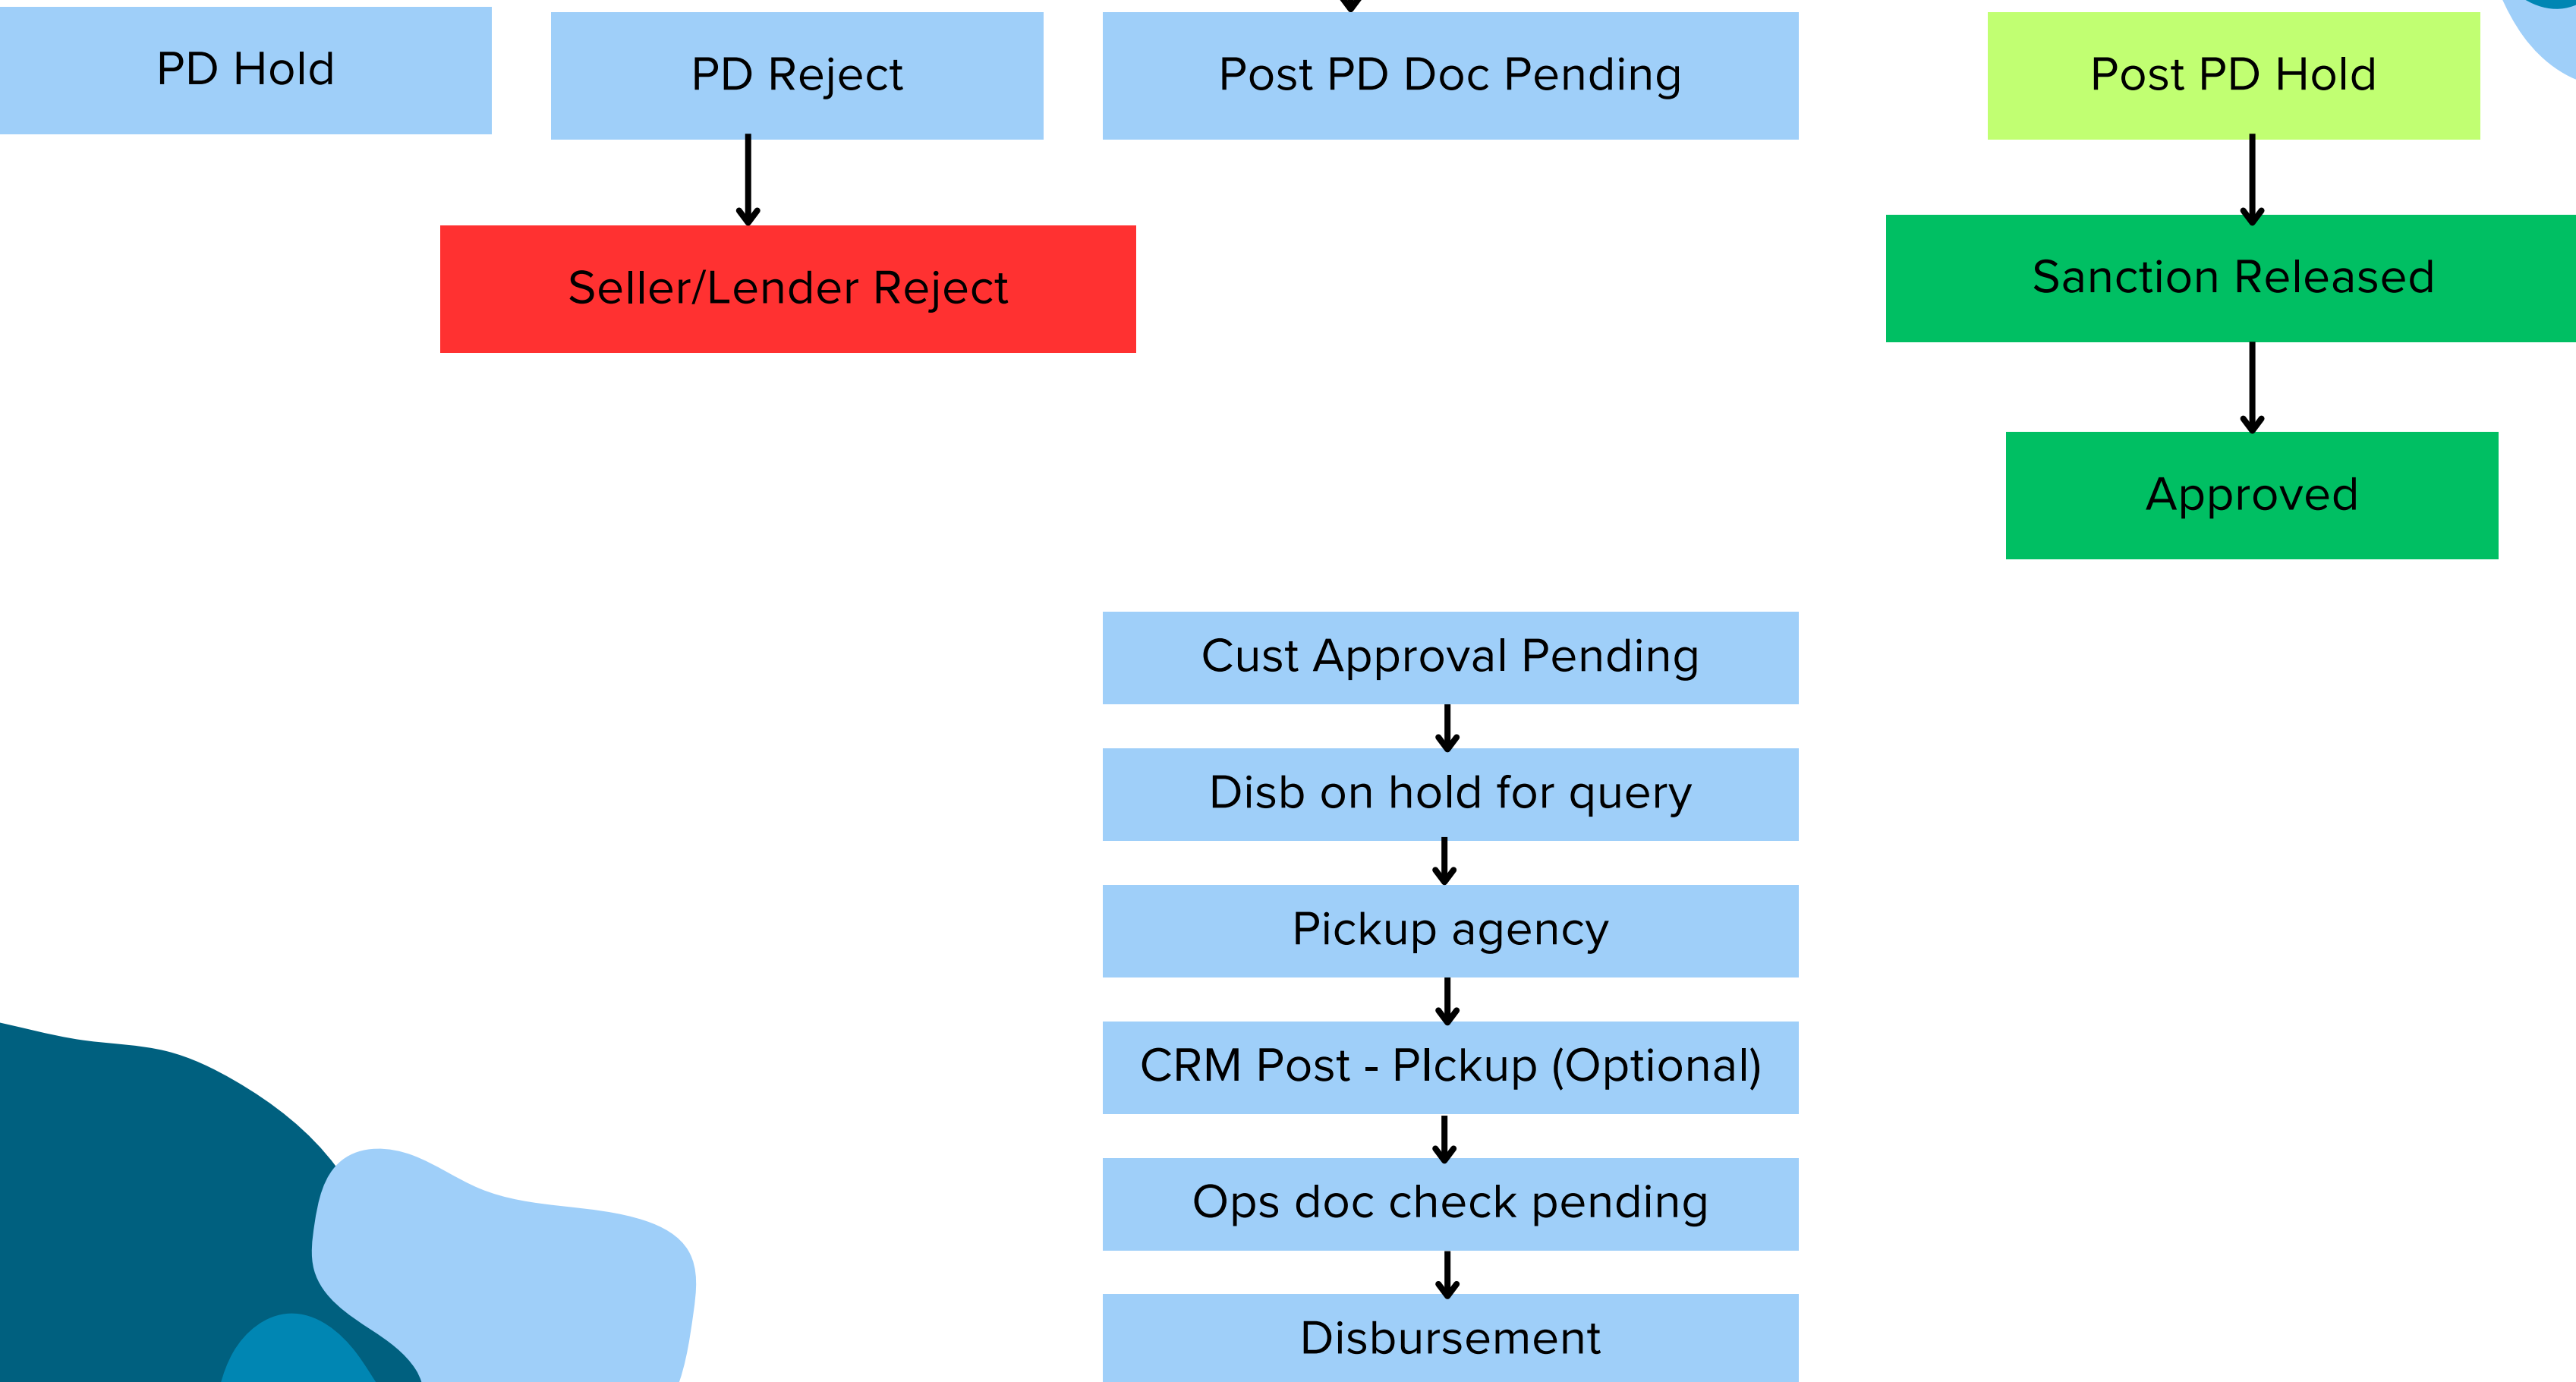 PD Hold
PD Reject
Post PD Doc Pending
Post PD Hold
Seller/Lender Reject
Sanction Released
Approved
Cust Approval Pending
Disb on hold for query
Pickup agency
CRM Post - PIckup (Optional)
Ops doc check pending
Disbursement